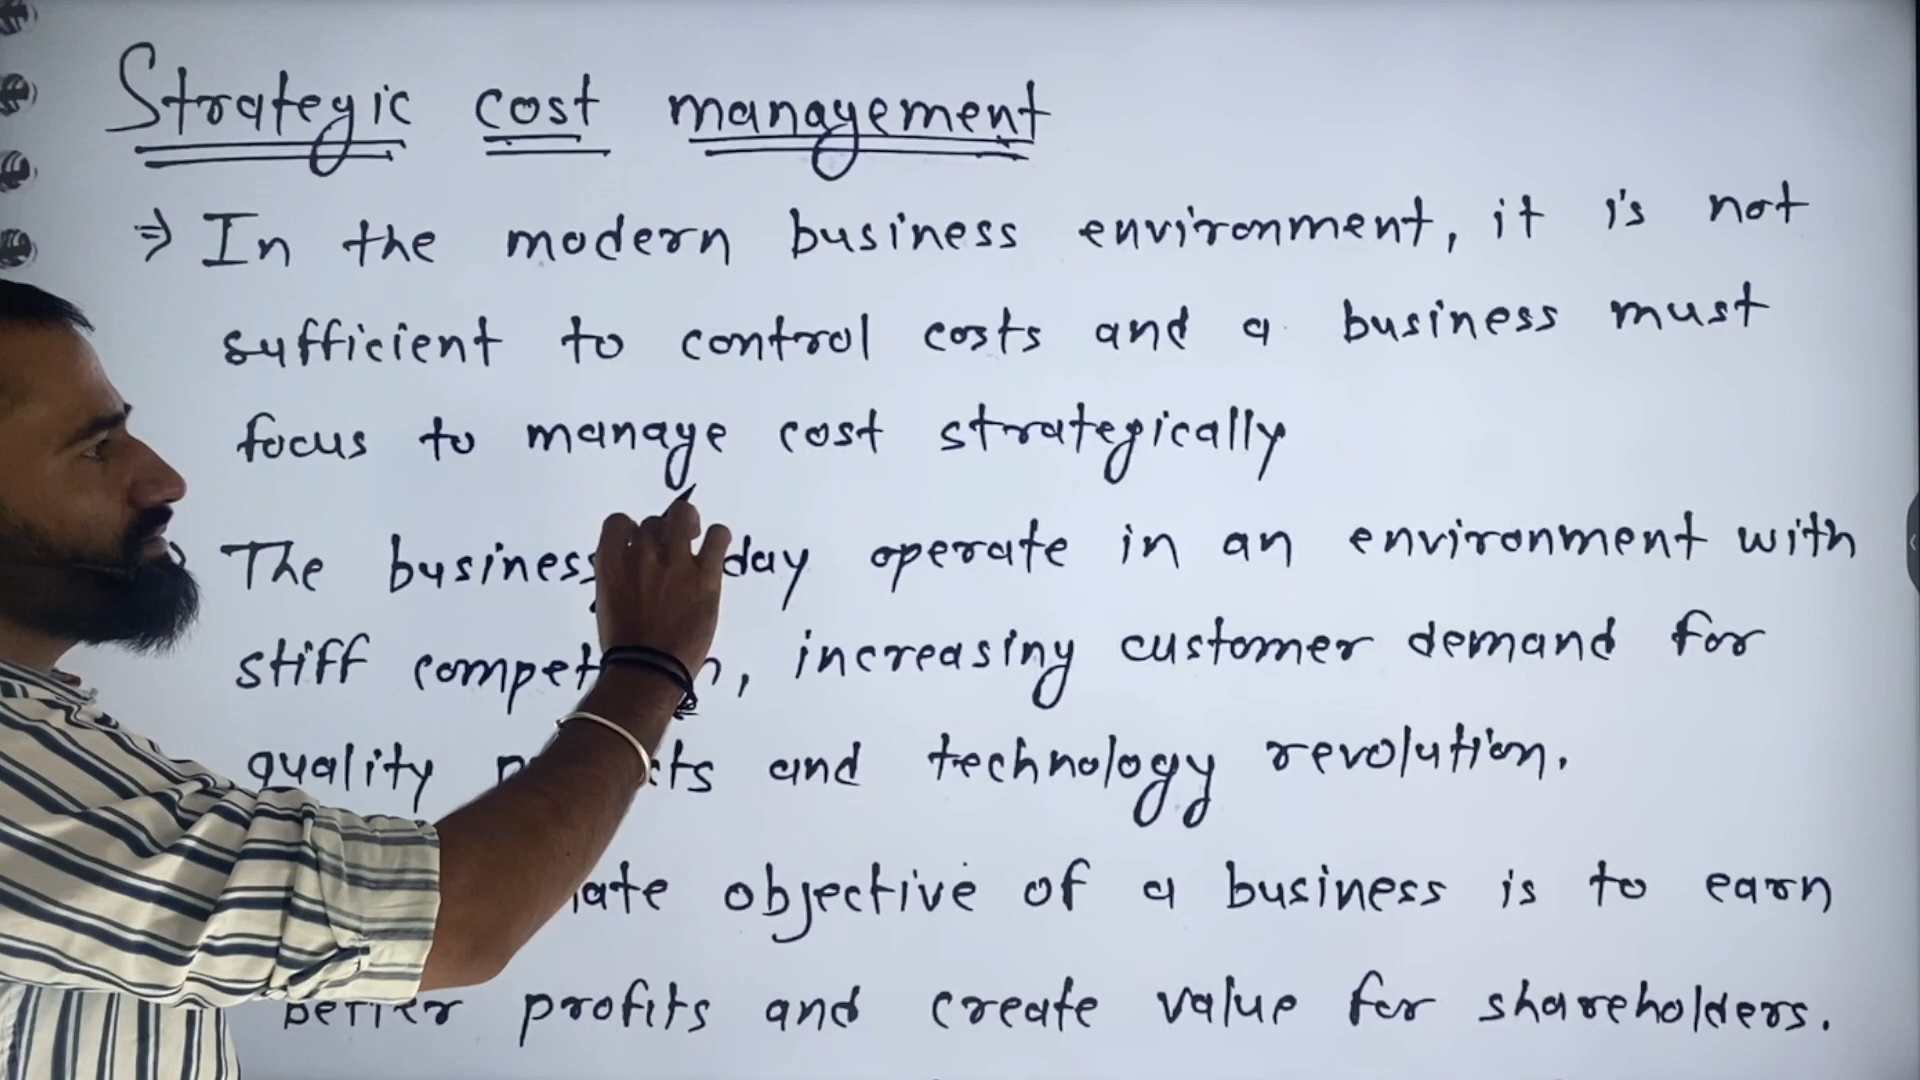 Strategic cost management
⇒ In the modern business environment, it is not
sufficient to control costs and a business must
focus to manage cost strategically
The business day operate in an environment with
stiff compet n, increasing customer demand for
quality cts and technology revolution.
ate objective of a business is to earn
better profits and create value for shareholders.